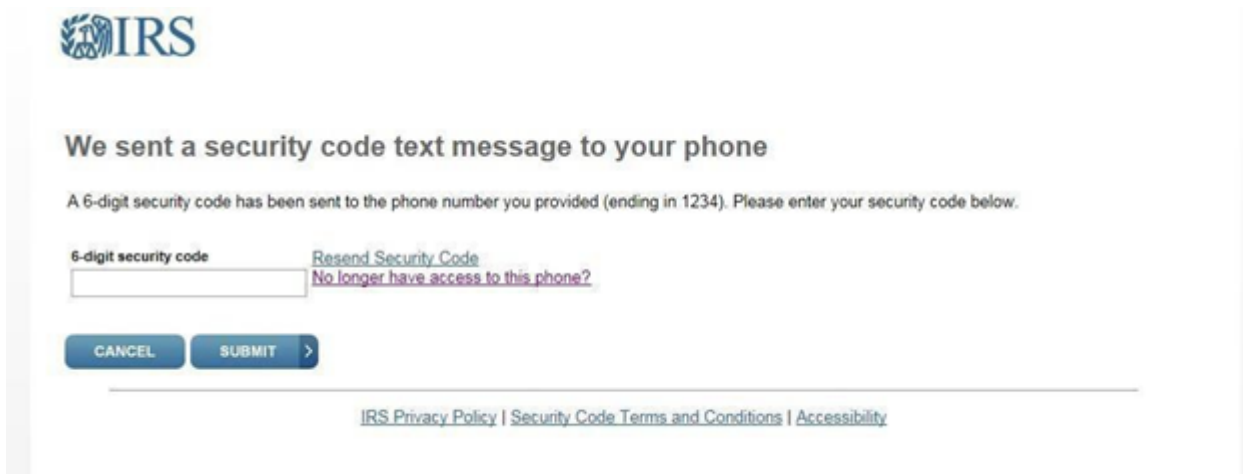 IRS
We sent a security code text message to your phone
A 6-digit security code has been sent to the phone number you provided (ending in 1234). Please enter your security code below.
6-digit security code
Resend Security Code
No longer have access to this phone?
CANCEL
SUBMIT >
IRS Privacy Policy | Security Code Terms and Conditions | Accessibility